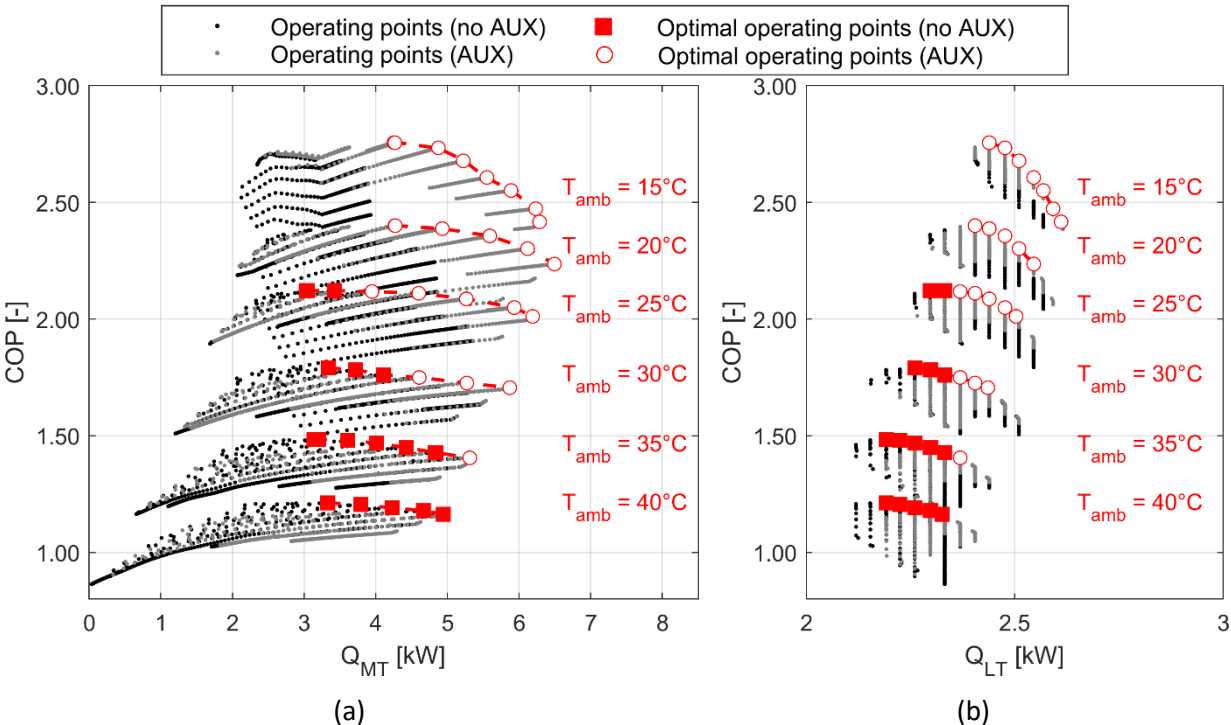 Operating points (no AUX)
Optimal operating points (no AUX)
Operating points (AUX)
Optimal operating points (AUX)
3.00
2.50
2.00
1.50
1.00
COP [-]
T_amb = 15°C
T_amb = 20°C
T_amb = 25°C
T_amb = 30°C
T_amb = 35°C
T_amb = 40°C
0 1 2 3 4 5 6 7 8
Q_MT [kW]
(a)
3.00
2.50
2.00
1.50
1.00
COP [-]
T_amb = 15°C
T_amb = 20°C
T_amb = 25°C
T_amb = 30°C
T_amb = 35°C
T_amb = 40°C
2 2.5 3
Q_LT [kW]
(b)